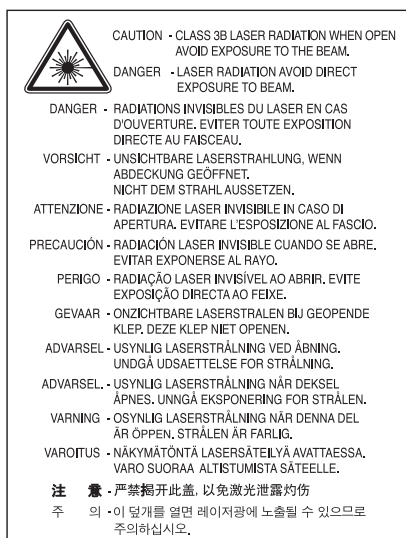 CAUTION - CLASS 3B LASER RADIATION WHEN OPEN
AVOID EXPOSURE TO THE BEAM.
DANGER - LASER RADIATION AVOID DIRECT
EXPOSURE TO BEAM.
DANGER - RADIATIONS INVISIBLES DU LASER EN CAS
D'OUVERTURE. EVITER TOUTE EXPOSITION
DIRECTE AU FAISCEAU.
VORSICHT - UNSICHTBARE LASERSTRAHLUNG, WENN
ABDECKUNG GEÖFFNET.
NICHT DEM STRAHL AUSSETZEN.
ATTENZIONE - RADIAZIONE LASER INVISIBILE IN CASO DI
APERTURA. EVITARE L'ESPOSIZIONE AL FASCIO.
PRECAUCIÓN - RADIACIÓN LASER INVISIBLE CUANDO SE ABRE.
EVITAR EXPONERSE AL RAYO.
PERIGO - RADIAÇÃO LASER INVISÍVEL AO ABRIR. EVITE
EXPOSIÇÃO DIRECTA AO FEIXE.
GEVAAR - ONZICHTBARE LASERSTRALEN BIJ GEOPENDE
KLEP. DEZE KLEP NIET OPENEN.
ADVARSEL - USYNLIG LASERSTRÅLNING VED ÅBNING.
UNDGÅ UDSAETTELSE FOR STRÅLNING.
ADVARSEL. - USYNLIG LASERSTRÅLNING NÅR DEKSEL
ÅPNES. UNNGÅ EKSPONERING FOR STRÅLEN.
VARNING - OSYNLIG LASERSTRÅLNING NÄR DENNA DEL
ÄR ÖPPEN. STRÅLEN ÄR FARLIG.
VAROITUS - NÄKYMÄTÖNTÄ LASERSÄTEILYÄ AVATTAESSA.
VARO SUORAA ALTISTUMISTA SÄTEELLE.
注 意 - 严禁揭开此盖, 以免激光泄露灼伤
주 의 - 이 덮개를 열면 레이저광에 노출될 수 있으므로
주의하십시오.